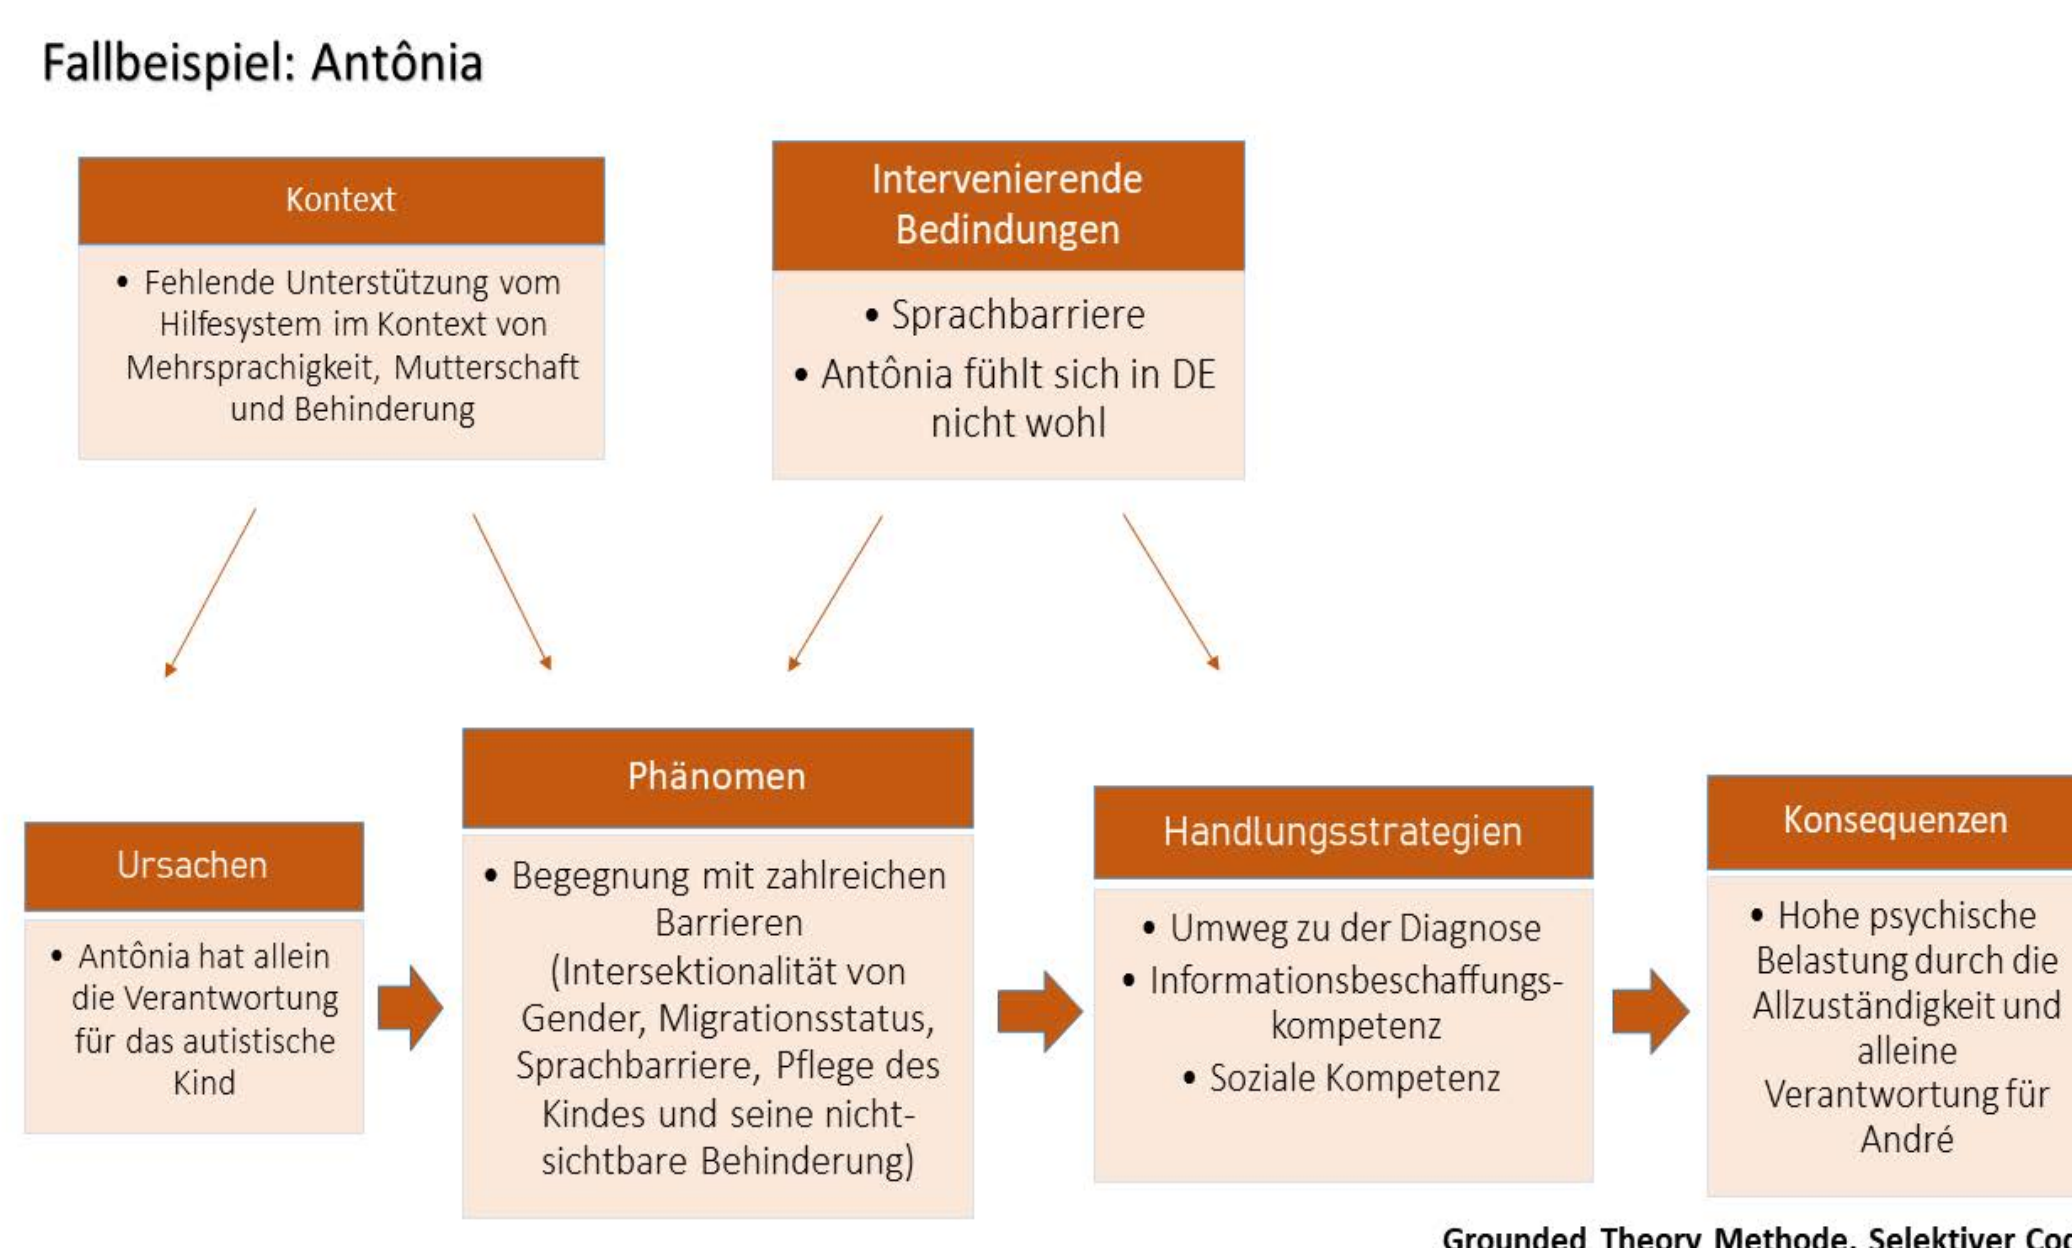 Fallbeispiel: Antônia
Kontext
• Fehlende Unterstützung vom
Hilfesystem im Kontext von
Mehrsprachigkeit, Mutterschaft
und Behinderung
Intervenierende
Bedindungen
• Sprachbarriere
• Antônia fühlt sich in DE
nicht wohl
Ursachen
• Antônia hat allein
die Verantwortung
für das autistische
Kind
Phänomen
• Begegnung mit zahlreichen
Barrieren
(Intersektionalität von
Gender, Migrationsstatus,
Sprachbarriere, Pflege des
Kindes und seine nicht-
sichtbare Behinderung)
Handlungsstrategien
• Umweg zu der Diagnose
• Informationsbeschaffungs-
kompetenz
• Soziale Kompetenz
Konsequenzen
• Hohe psychische
Belastung durch die
Allzuständigkeit und
alleine
Verantwortung für
André
Grounded Theory Methode, Selektiver